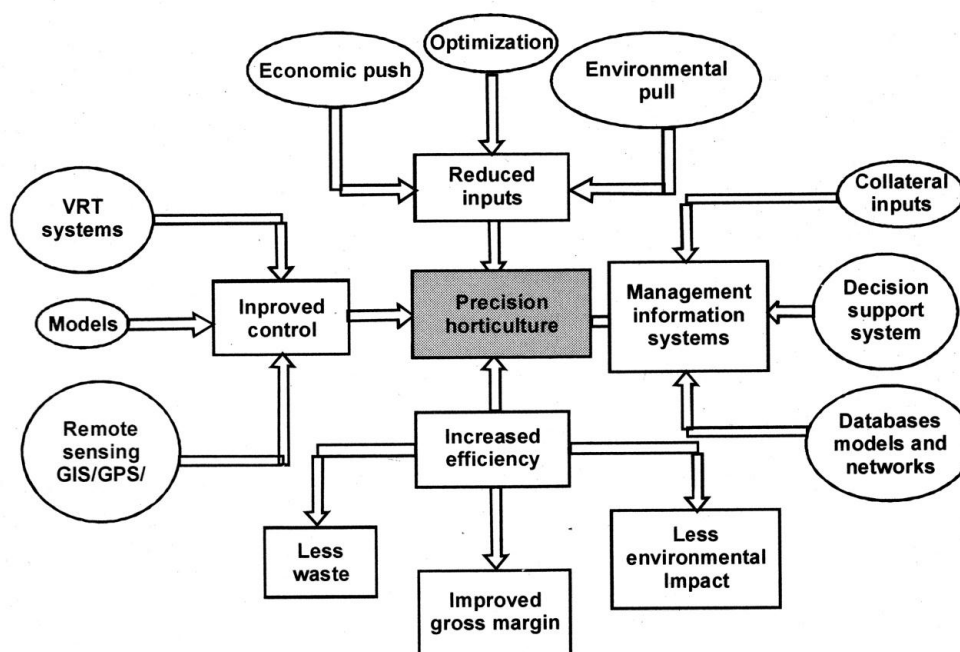 Optimization
Economic push
Environmental
pull
Reduced
inputs
Collateral
inputs
VRT
systems
Models
Inproved
control
Precision
horticulture
Management
information
systems
Decision
support
system
Remote
sensing
GIS/GPS/
Increased
efficiency
Databases
models and
networks
Less
waste
Improved
gross margin
Less
environmental
Impact